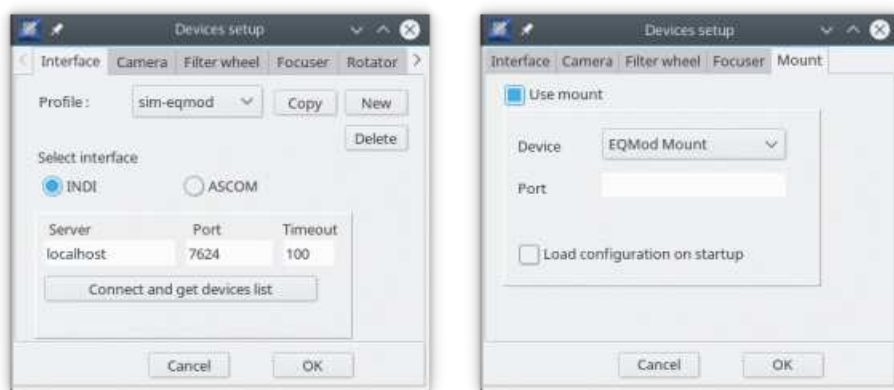 Devices setup
Interface Camera Filter wheel Focuser Rotator
Profile : sim-eqmod Copy New
Delete
Select interface
INDI ASCOM
Server Port Timeout
localhost 7624 100
Connect and get devices list
Cancel OK
Devices setup
Interface Camera Filter wheel Focuser Mount
Use mount
Device EQMod Mount
Port
Load configuration on startup
Cancel OK